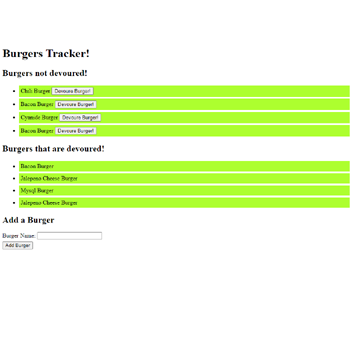 Burgers Tracker!
Burgers not devoured!
Chili Burger Devoure Burger!
Bacon Burger Devoure Burger!
Cyanide Burger Devoure Burger!
Bacon Burger Devoure Burger!
Burgers that are devoured!
Bacon Burger
Jalepeno Cheese Burger
Mysql Burger
Jalepeno Cheese Burger
Add a Burger
Burger Name:
Add Burger